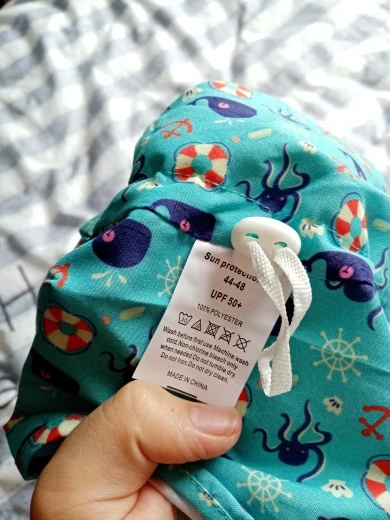 Sun protection
44-48
UPF 50+
100% POLYESTER
Wash before first use.Machine wash
cold.Non-chlorine bleach only
when needed Do not tumble dry.
Do not iron.Do not dry clean.
MADE IN CHINA